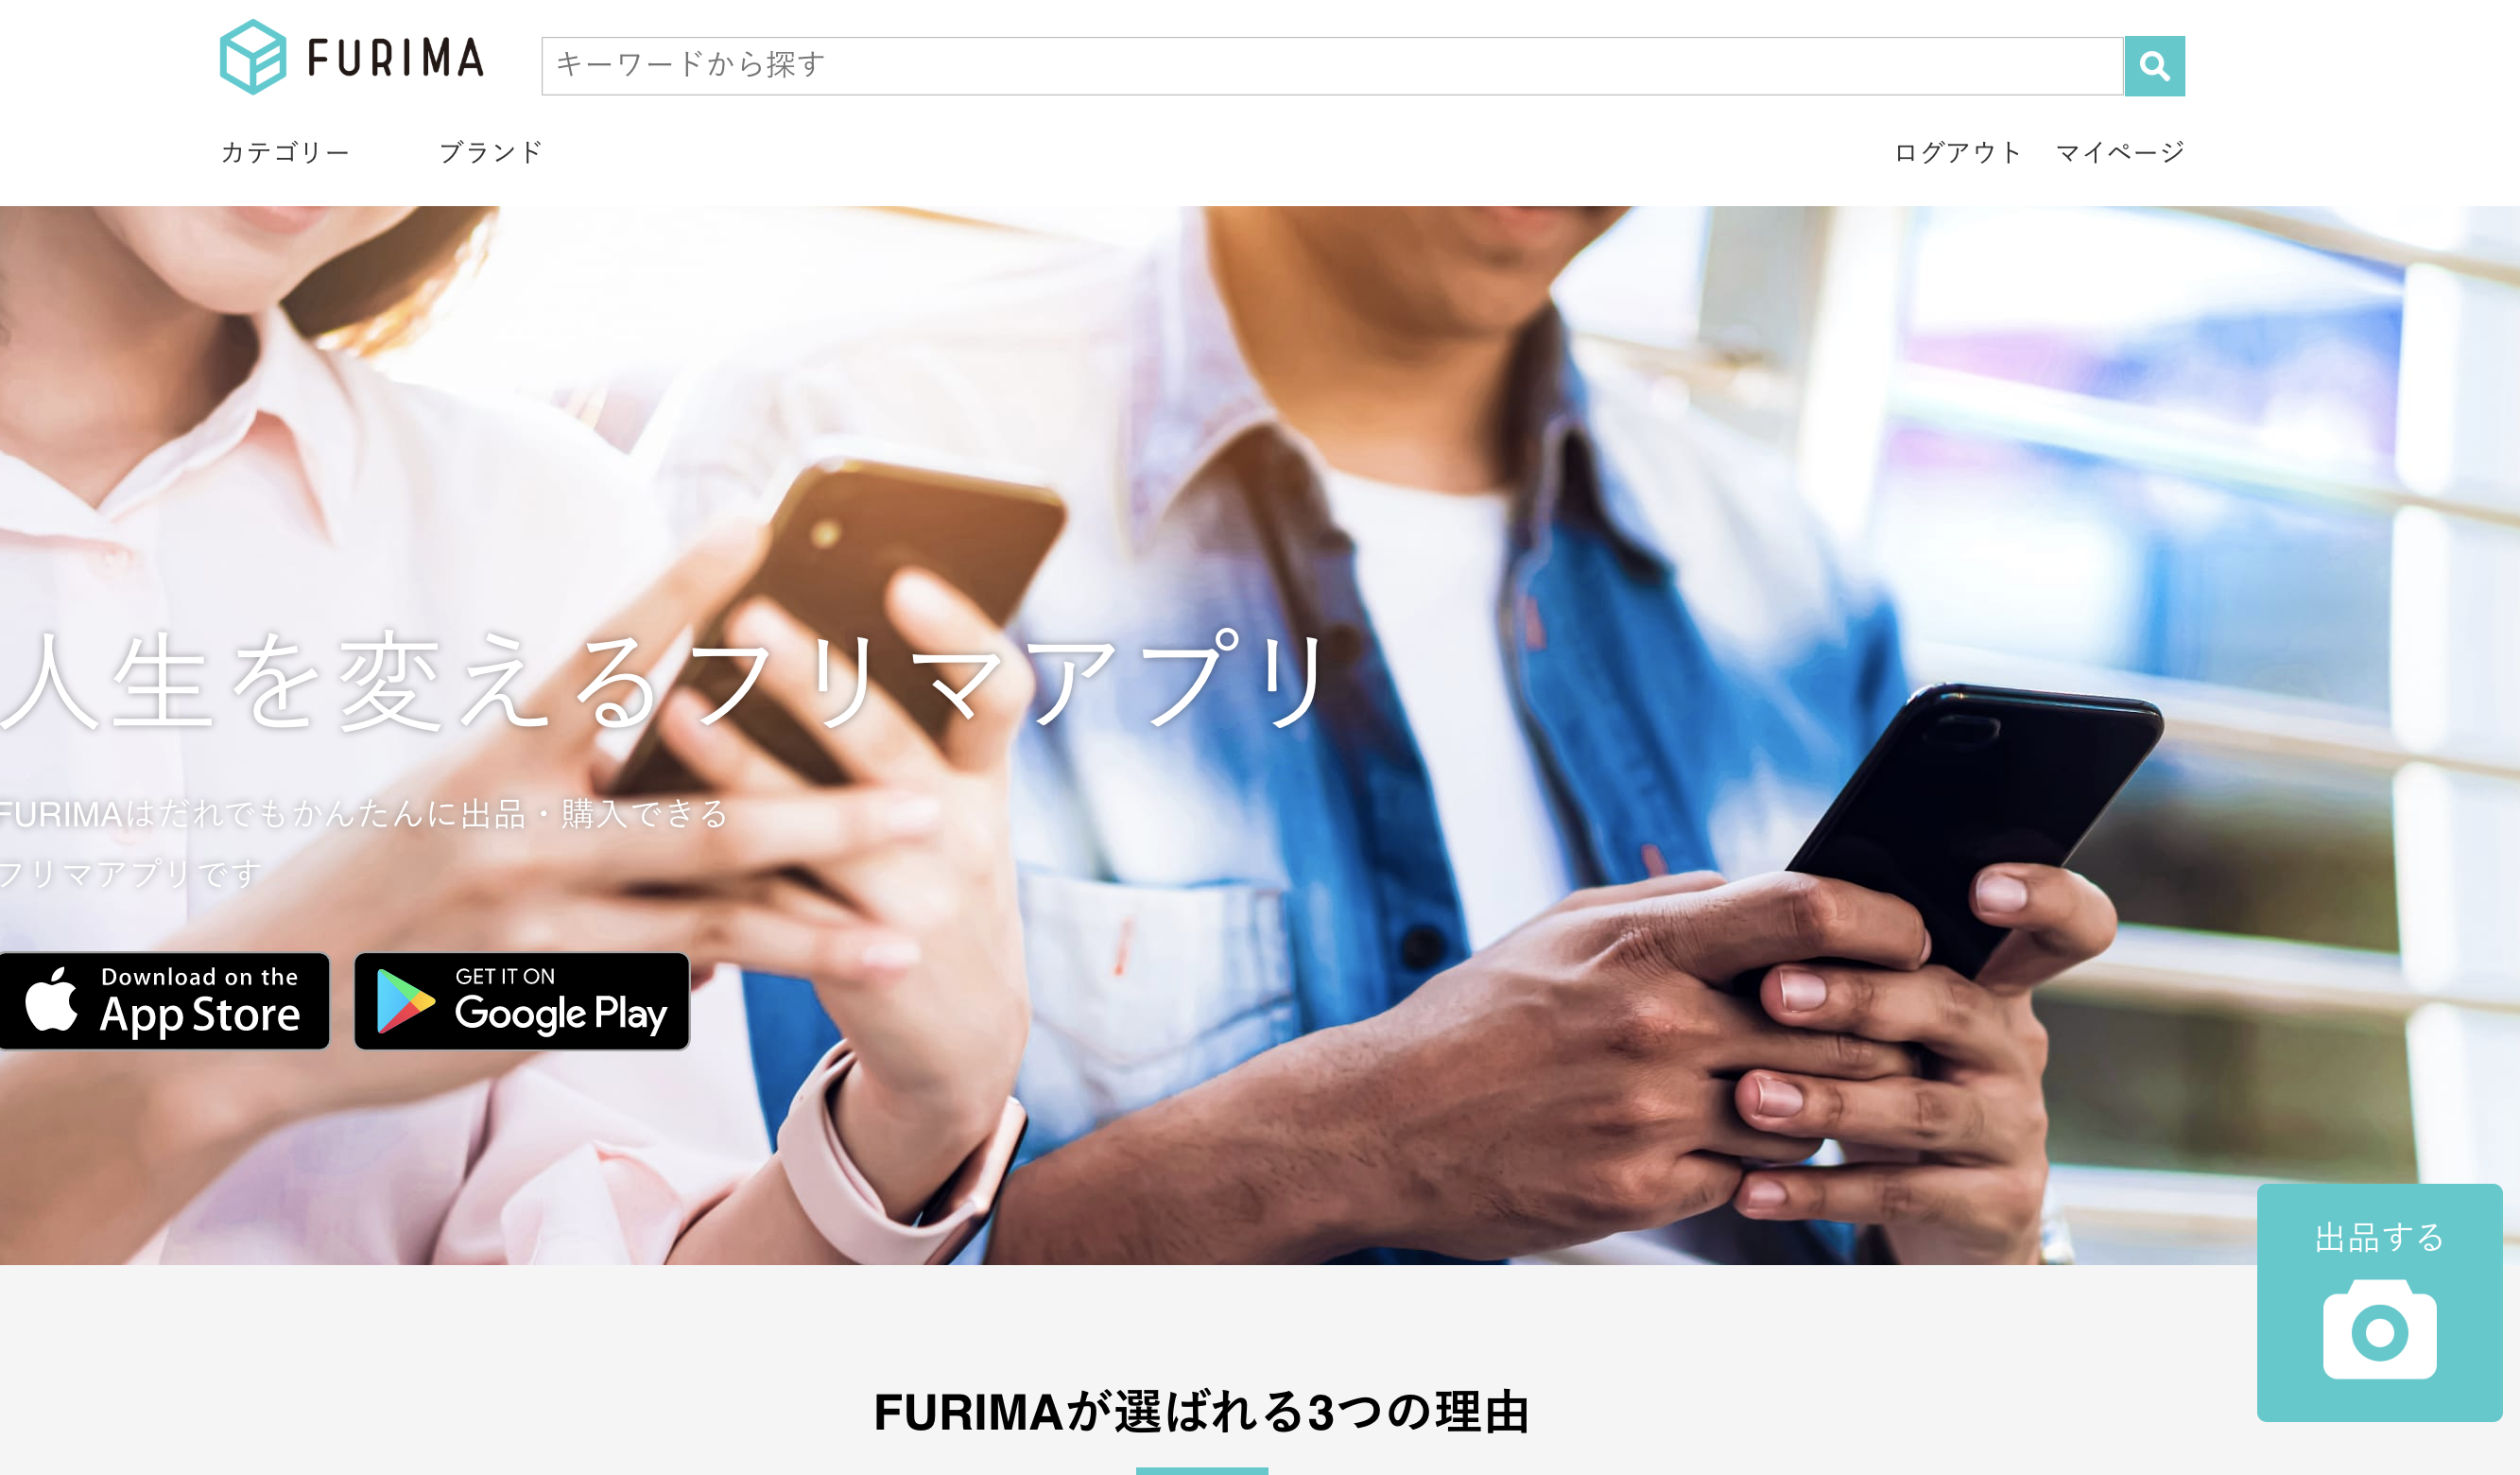 FURIMA
キーワードから探す
カテゴリー ブランド ログアウト マイページ
人生を変えるフリマアプリ
FURIMAはだれでもかんたんに出品・購入できる
フリマアプリです
Download on the
App Store
GET IT ON
Google Play
出品する
FURIMAが選ばれる3つの理由